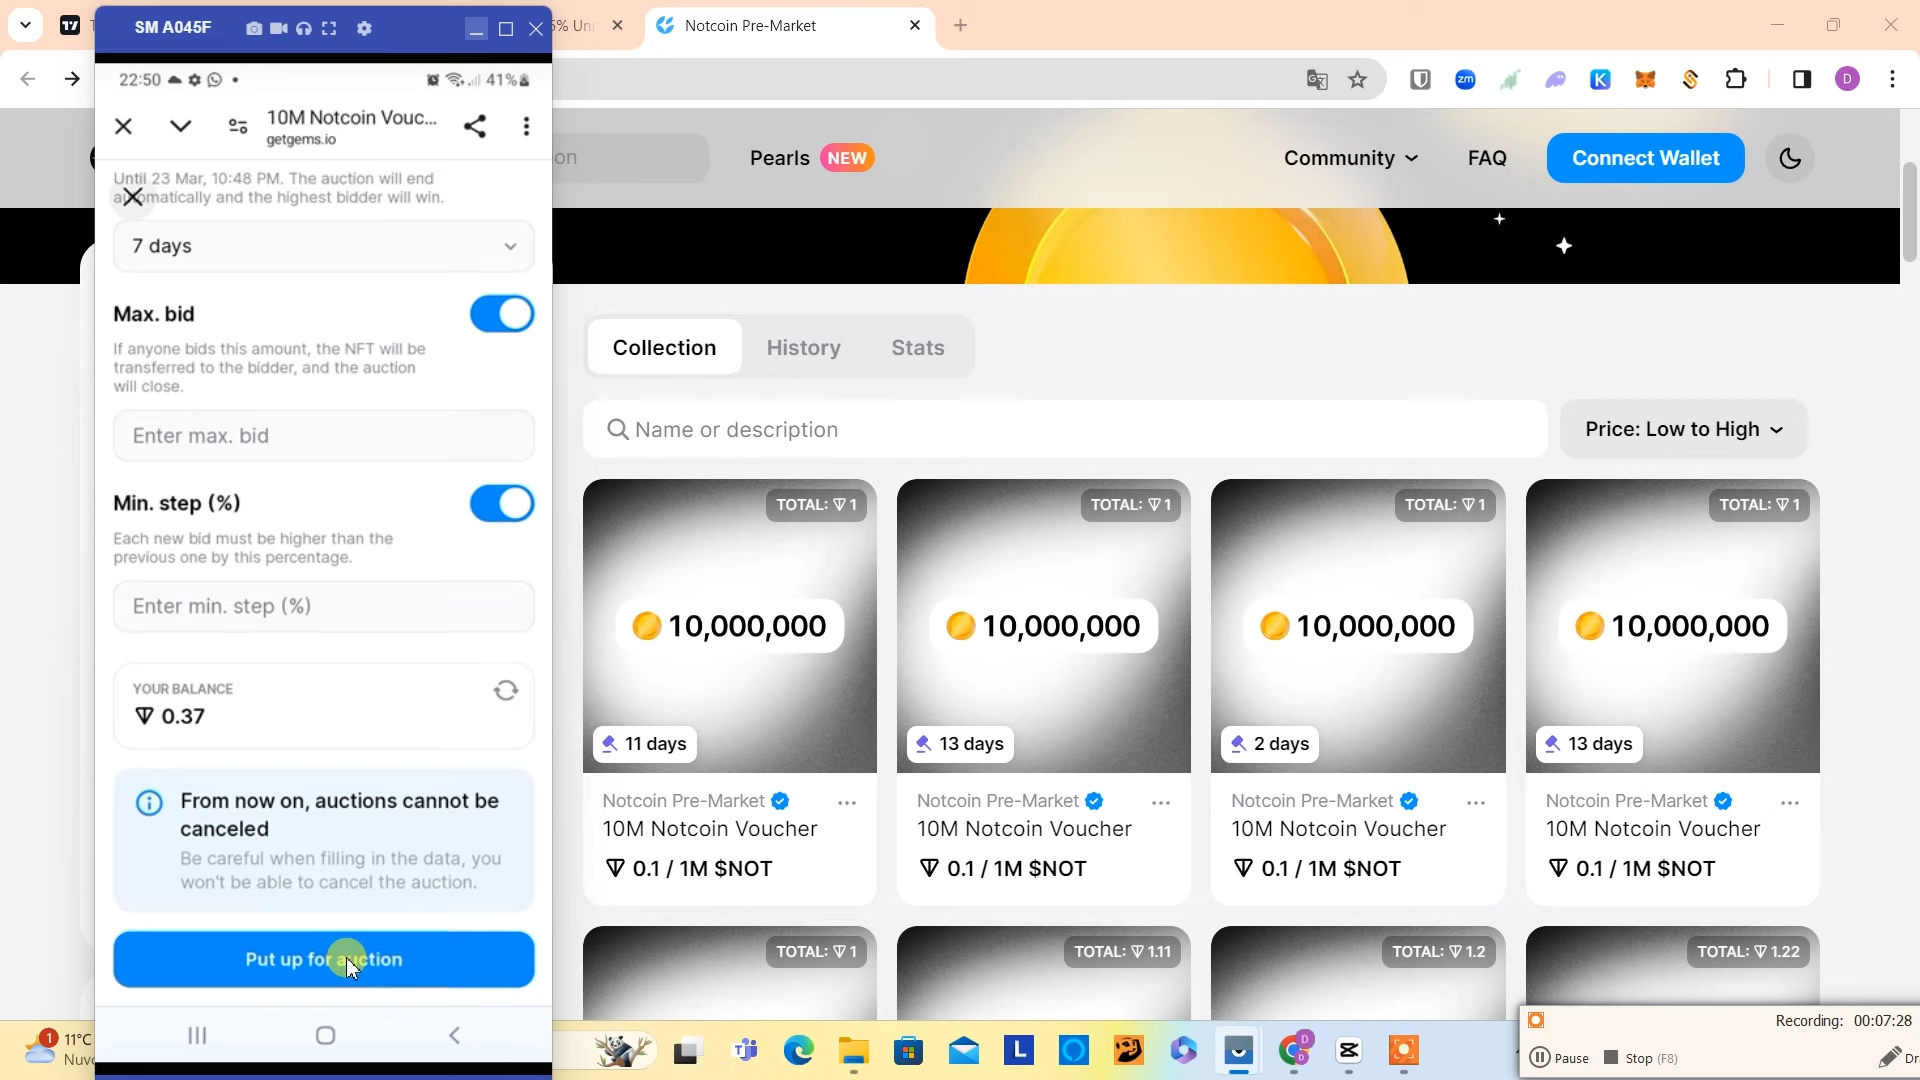 SM A045F
5% Un
Notcoin Pre-Market
22:50
41%
10M Notcoin Vouc...
getgems.io
on
Pearls NEW
Community
FAQ
Connect Wallet
Until 23 Mar, 10:48 PM. The auction will end
automatically and the highest bidder will win.
7 days
Max. bid
If anyone bids this amount, the NFT will be
transferred to the bidder, and the auction
will close.
Enter max. bid
Min. step (%)
Each new bid must be higher than the
previous one by this percentage.
Enter min. step (%)
YOUR BALANCE
0.37
From now on, auctions cannot be
canceled
Be careful when filling in the data, you
won't be able to cancel the auction.
Put up for auction
Collection
History
Stats
Name or description
Price: Low to High
TOTAL: 1
10,000,000
11 days
Notcoin Pre-Market
10M Notcoin Voucher
0.1 / 1M $NOT
TOTAL: 1
10,000,000
13 days
Notcoin Pre-Market
10M Notcoin Voucher
0.1 / 1M $NOT
TOTAL: 1
10,000,000
2 days
Notcoin Pre-Market
10M Notcoin Voucher
0.1 / 1M $NOT
TOTAL: 1
10,000,000
13 days
Notcoin Pre-Market
10M Notcoin Voucher
0.1 / 1M $NOT
TOTAL: 1
TOTAL: 1.11
TOTAL: 1.2
TOTAL: 1.22
zm
K
D
1
11°C
Nuvo
L
D
D
Recording: 00:07:28
Pause
Stop (F8)
Dr